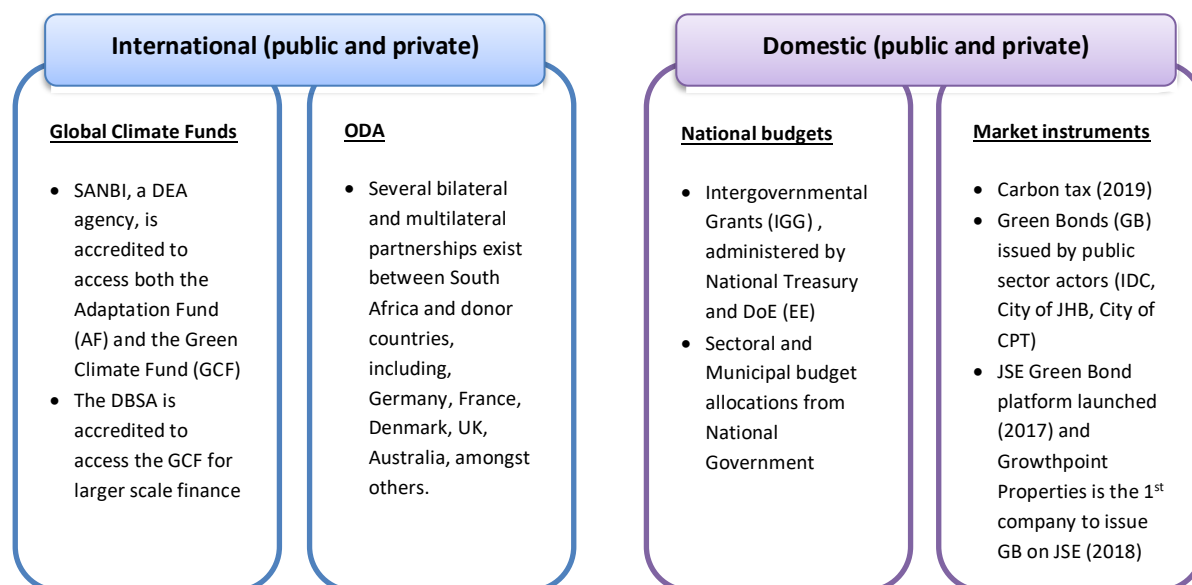 International (public and private)
Global Climate Funds
• SANBI, a DEA
agency, is
accredited to
access both the
Adaptation Fund
(AF) and the Green
Climate Fund (GCF)
• The DBSA is
accredited to
access the GCF for
larger scale finance
ODA
• Several bilateral
and multilateral
partnerships exist
between South
Africa and donor
countries,
including,
Germany, France,
Denmark, UK,
Australia, amongst
others.
Domestic (public and private)
National budgets
• Intergovernmental
Grants (IGG) ,
administered by
National Treasury
and DoE (EE)
• Sectoral and
Municipal budget
allocations from
National
Government
Market instruments
• Carbon tax (2019)
• Green Bonds (GB)
issued by public
sector actors (IDC,
City of JHB, City of
CPT)
• JSE Green Bond
platform launched
(2017) and
Growthpoint
Properties is the 1st
company to issue
GB on JSE (2018)